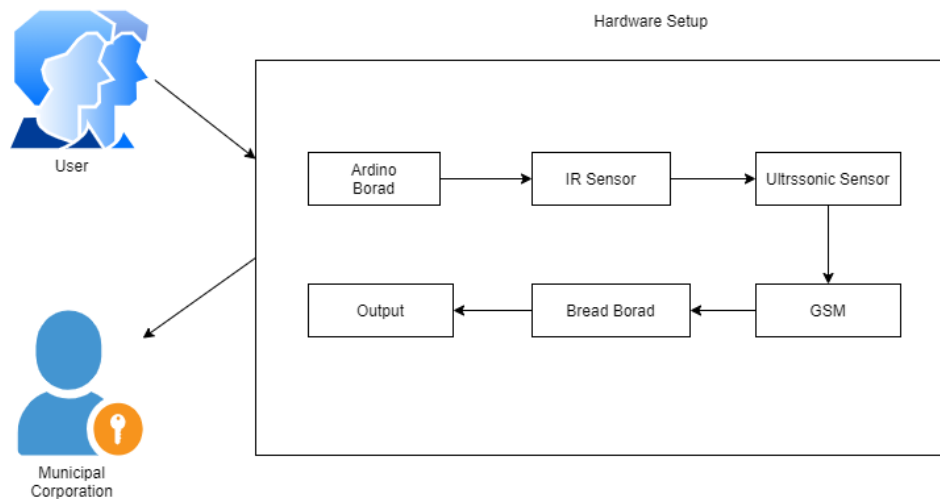 Hardware Setup
User
Ardino
Borad
IR Sensor
Ultrssonic Sensor
Output
Bread Borad
GSM
Municipal
Corporation